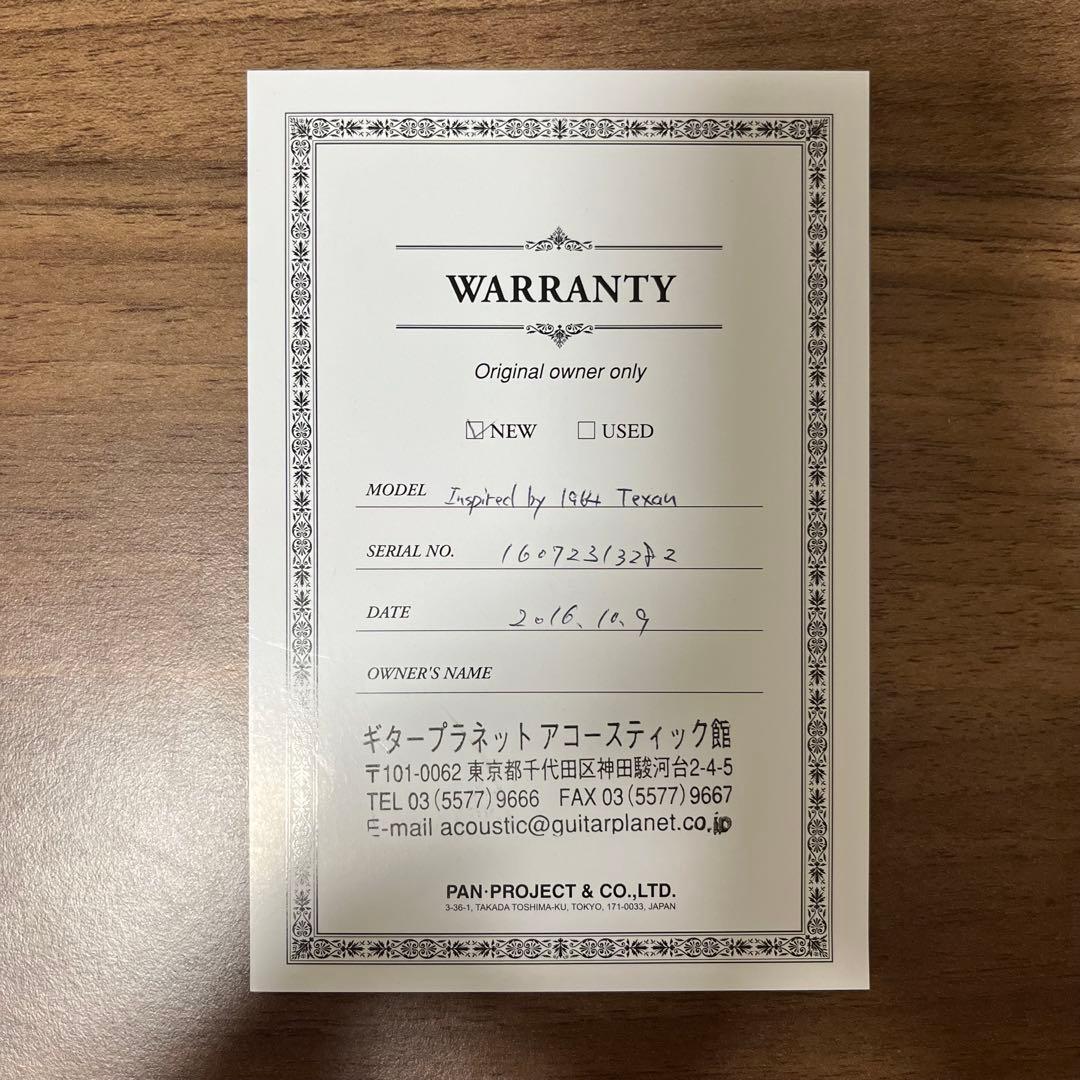 WARRANTY
Original owner only
NEW USED
MODEL Inspired by 1964 Texan
SERIAL NO.
DATE 2016.10.9
OWNER'S NAME
ギタープラネット アコースティック館
〒101-0062 東京都千代田区神田駿河台2-4-5
TEL 03(5577)9666 FAX 03(5577)9667
E-mail acoustic@guitarplanet.co.jp
PAN・PROJECT & CO.,LTD.
3-36-1, TAKADA TOSHIMA-KU, TOKYO, 171-0033, JAPAN